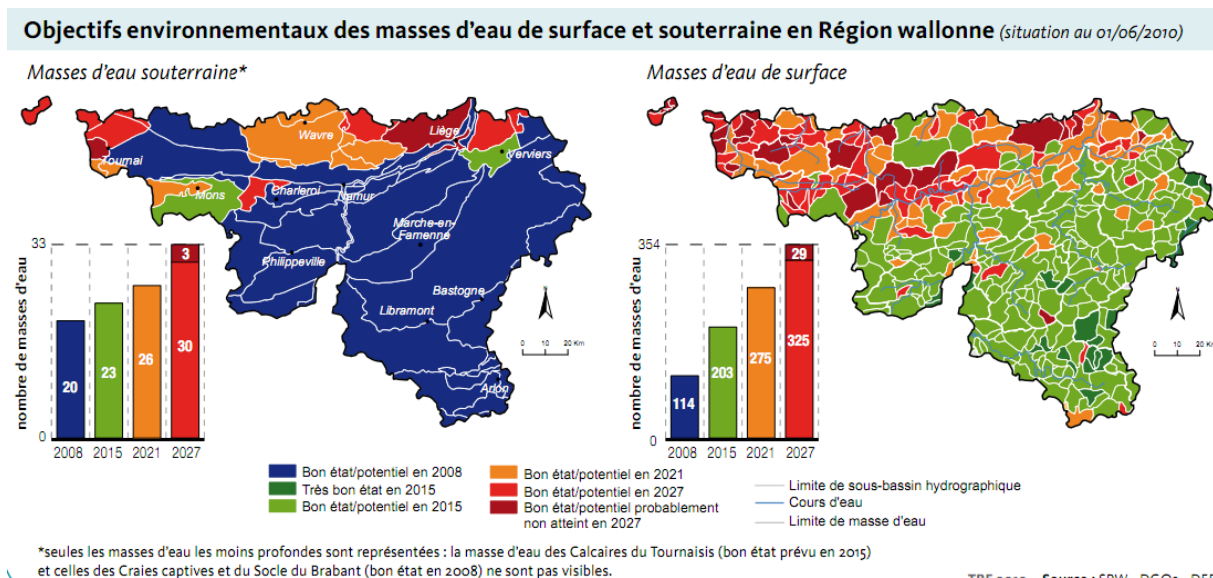 Objectifs environnementaux des masses d'eau de surface et souterraine en Région wallonne (situation au 01/06/2010)
Masses d'eau souterraine*
Masses d'eau de surface
Wavre
Liège
Tournai
Verviers
Mons
Charleroi
Namur
Marche-en-
Famenne
Philippeville
Bastogne
Libramont
Arlon
nombre de masses d'eau
33
0
20
23
26
30
3
2008 2015 2021 2027
N
0 10 20 Km
nombre de masses d'eau
354
0
114
203
275
325
29
2008 2015 2021 2027
N
0 10 20 Km
Bon état/potentiel en 2008
Très bon état en 2015
Bon état/potentiel en 2015
Bon état/potentiel en 2021
Bon état/potentiel en 2027
Bon état/potentiel probablement
non atteint en 2027
Limite de sous-bassin hydrographique
Cours d'eau
Limite de masse d'eau
*seules les masses d'eau les moins profondes sont représentées : la masse d'eau des Calcaires du Tournaisis (bon état prévu en 2015)
et celles des Craies captives et du Socle du Brabant (bon état en 2008) ne sont pas visibles.